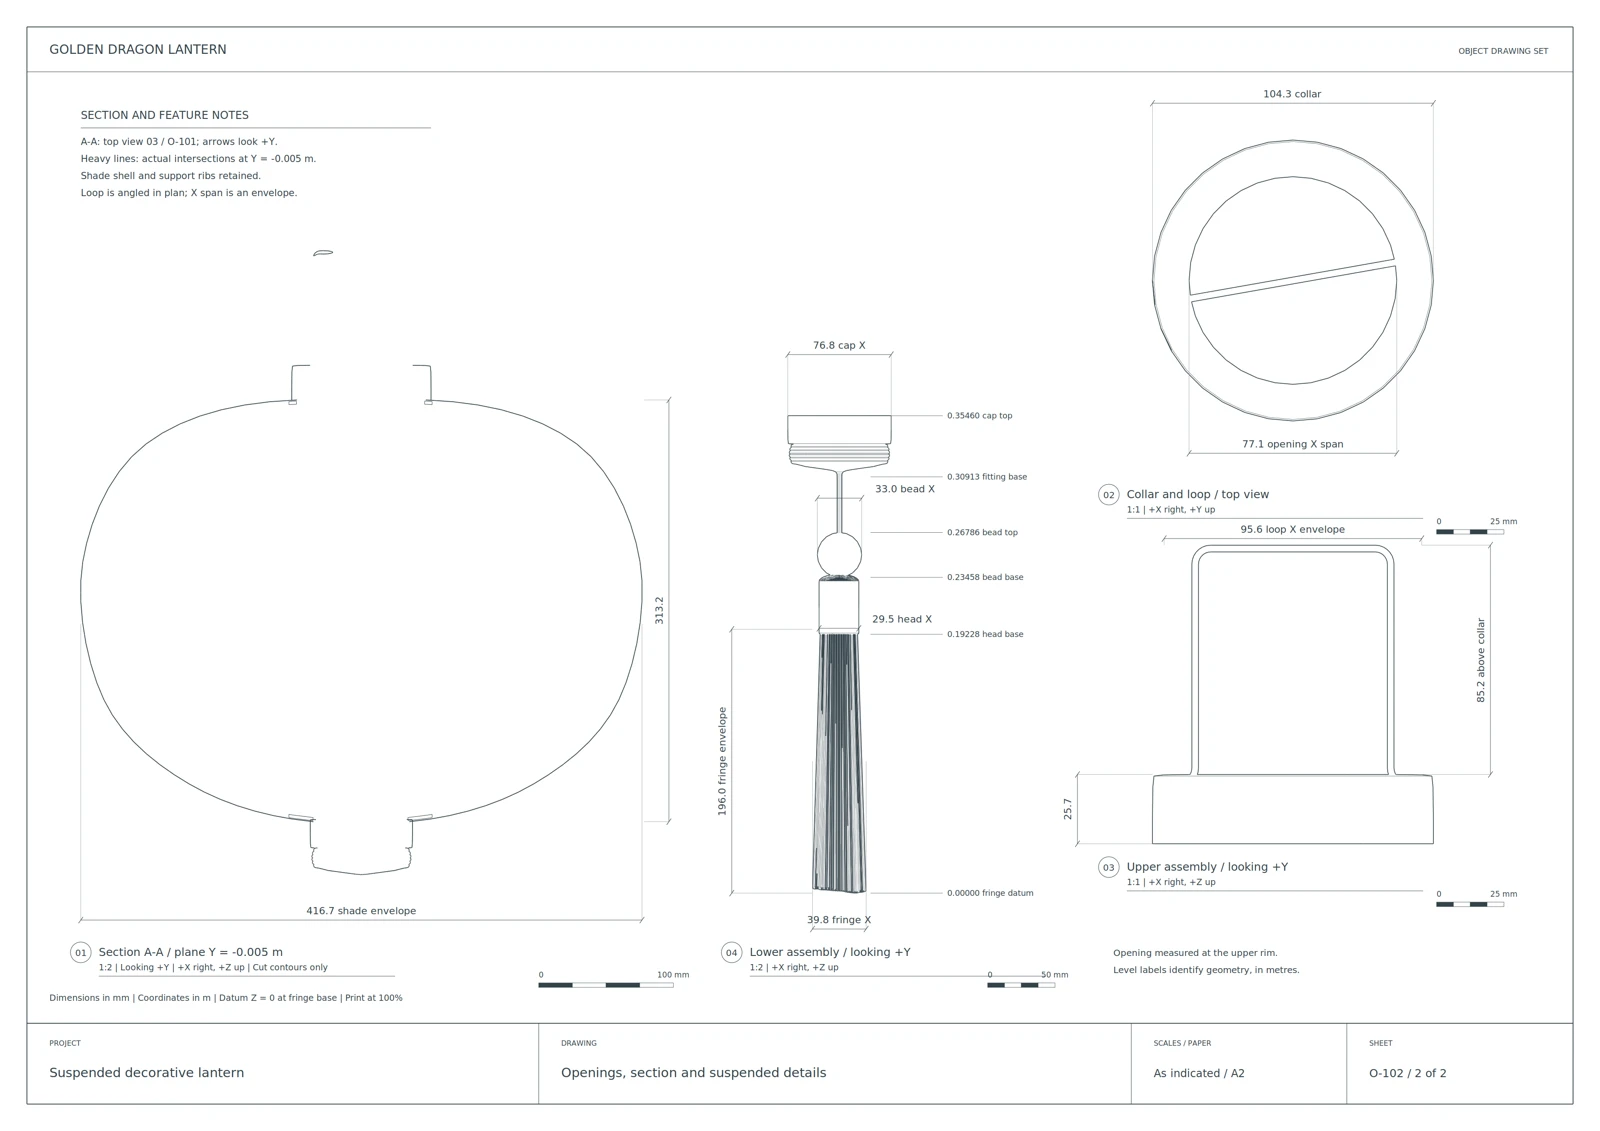 GOLDEN DRAGON LANTERN
OBJECT DRAWING SET
SECTION AND FEATURE NOTES
A-A: top view 03 / O-101; arrows look +Y.
Heavy lines: actual intersections at Y = -0.005 m.
Shade shell and support ribs retained.
Loop is angled in plan; X span is an envelope.
313.2
416.7 shade envelope
01
Section A-A / plane Y = -0.005 m
1:2 | Looking +Y | +X right, +Z up | Cut contours only
0 100 mm
Dimensions in mm | Coordinates in m | Datum Z = 0 at fringe base | Print at 100%
104.3 collar
77.1 opening X span
02
Collar and loop / top view
1:1 | +X right, +Y up
0 25 mm
95.6 loop X envelope
85.2 above collar
25.7
03
Upper assembly / looking +Y
1:1 | +X right, +Z up
0 25 mm
76.8 cap X
0.35460 cap top
0.30913 fitting base
33.0 bead X
0.26786 bead top
0.23458 bead base
29.5 head X
0.19228 head base
196.0 fringe envelope
0.00000 fringe datum
39.8 fringe X
04
Lower assembly / looking +Y
1:2 | +X right, +Z up
0 50 mm
Opening measured at the upper rim.
Level labels identify geometry, in metres.
PROJECT
Suspended decorative lantern
DRAWING
Openings, section and suspended details
SCALES / PAPER
As indicated / A2
SHEET
O-102 / 2 of 2